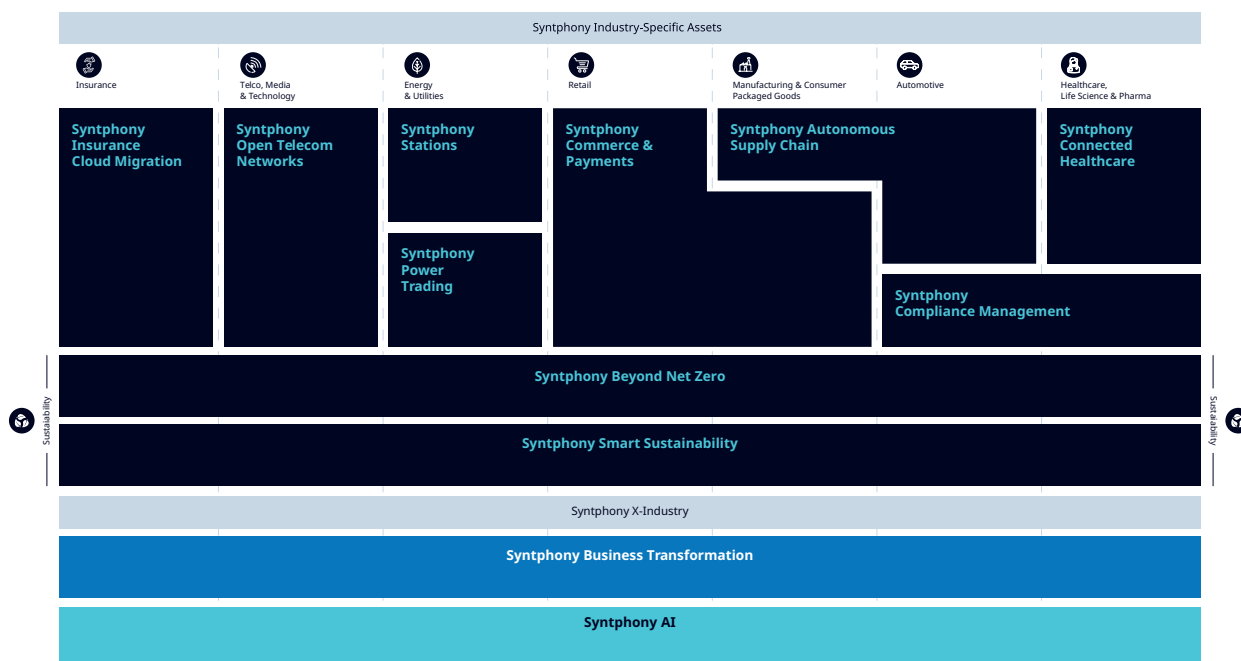 Syntphony Industry-Specific Assets
Insurance
Telco, Media
& Technology
Energy
& Utilities
Retail
Manufacturing & Consumer
Packaged Goods
Automotive
Healthcare,
Life Science & Pharma
Syntphony
Insurance
Cloud Migration
Syntphony
Open Telecom
Networks
Syntphony
Stations
Syntphony
Power
Trading
Syntphony
Commerce &
Payments
Syntphony Autonomous
Supply Chain
Syntphony
Connected
Healthcare
Syntphony
Compliance Management
Sustaiability
Syntphony Beyond Net Zero
Syntphony Smart Sustainability
Sustaiability
Syntphony X-Industry
Syntphony Business Transformation
Syntphony AI